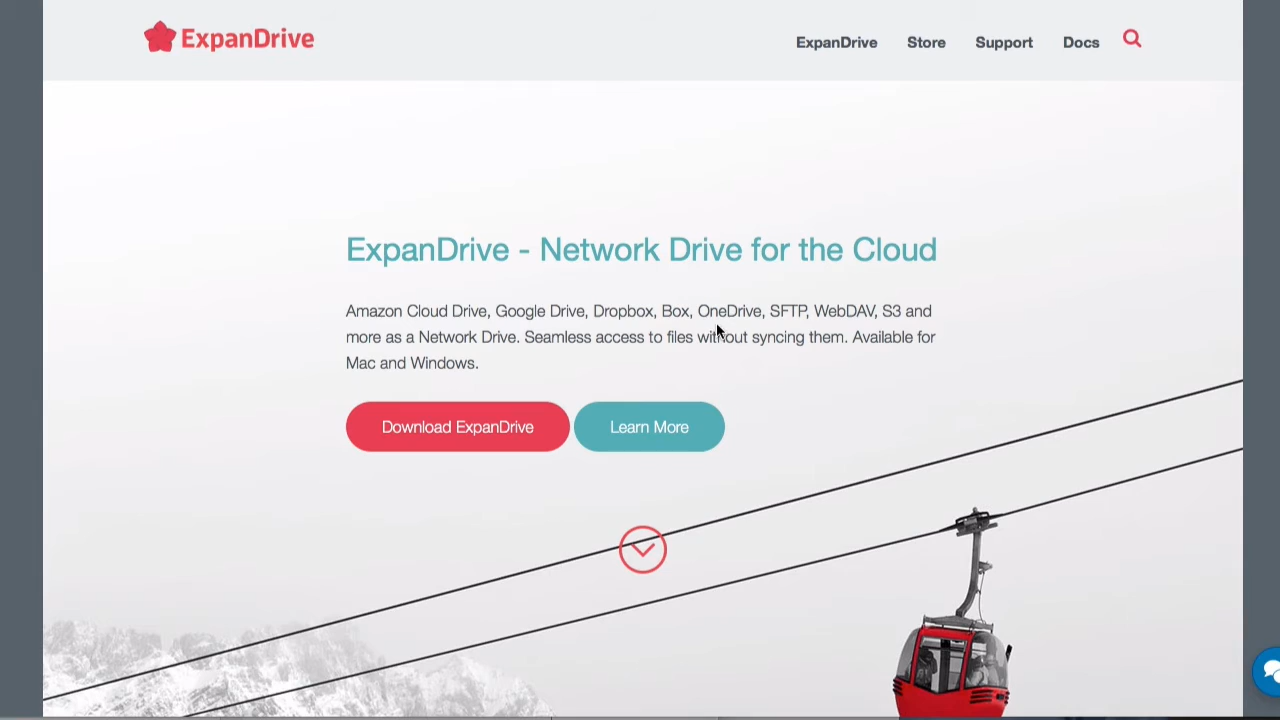 ExpanDrive
ExpanDrive Store Support Docs
ExpanDrive - Network Drive for the Cloud
Amazon Cloud Drive, Google Drive, Dropbox, Box, OneDrive, SFTP, WebDAV, S3 and
more as a Network Drive. Seamless access to files without syncing them. Available for
Mac and Windows.
Download ExpanDrive
Learn More